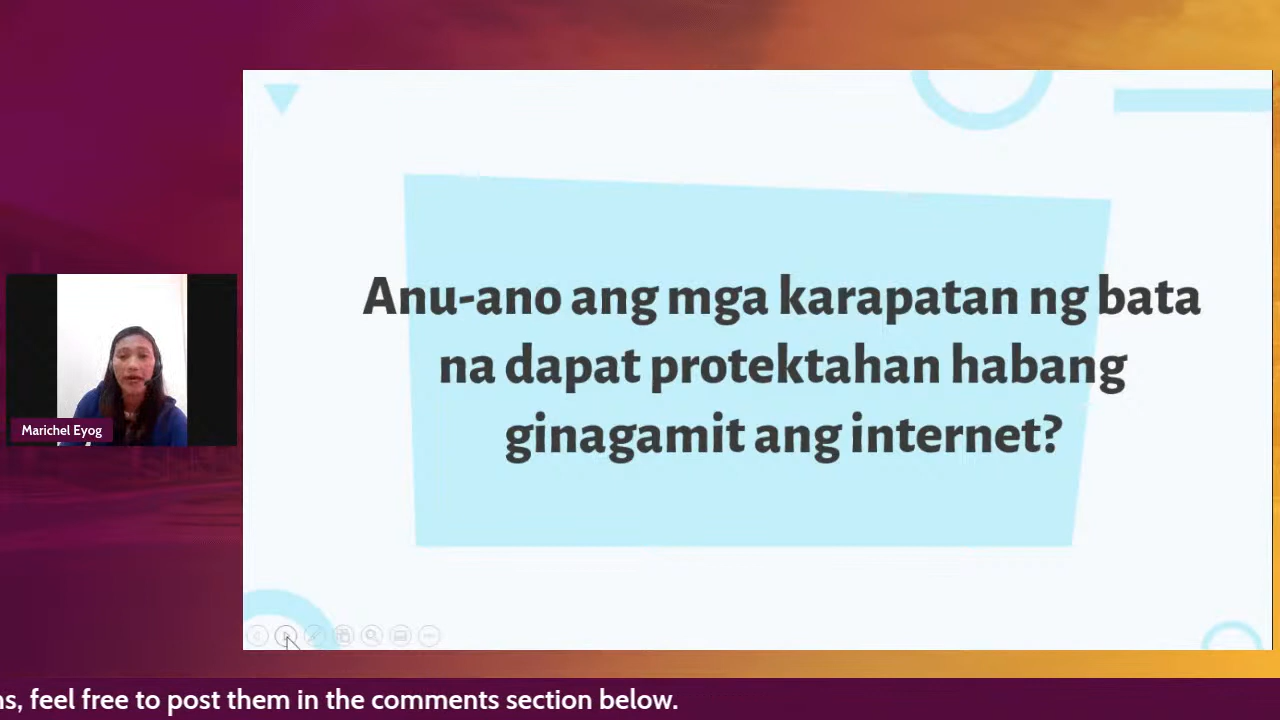 Anu-ano ang mga karapatan ng bata
na dapat protektahan habang
ginagamit ang internet?
Marichel Eyog
feel free to post them in the comments section below.